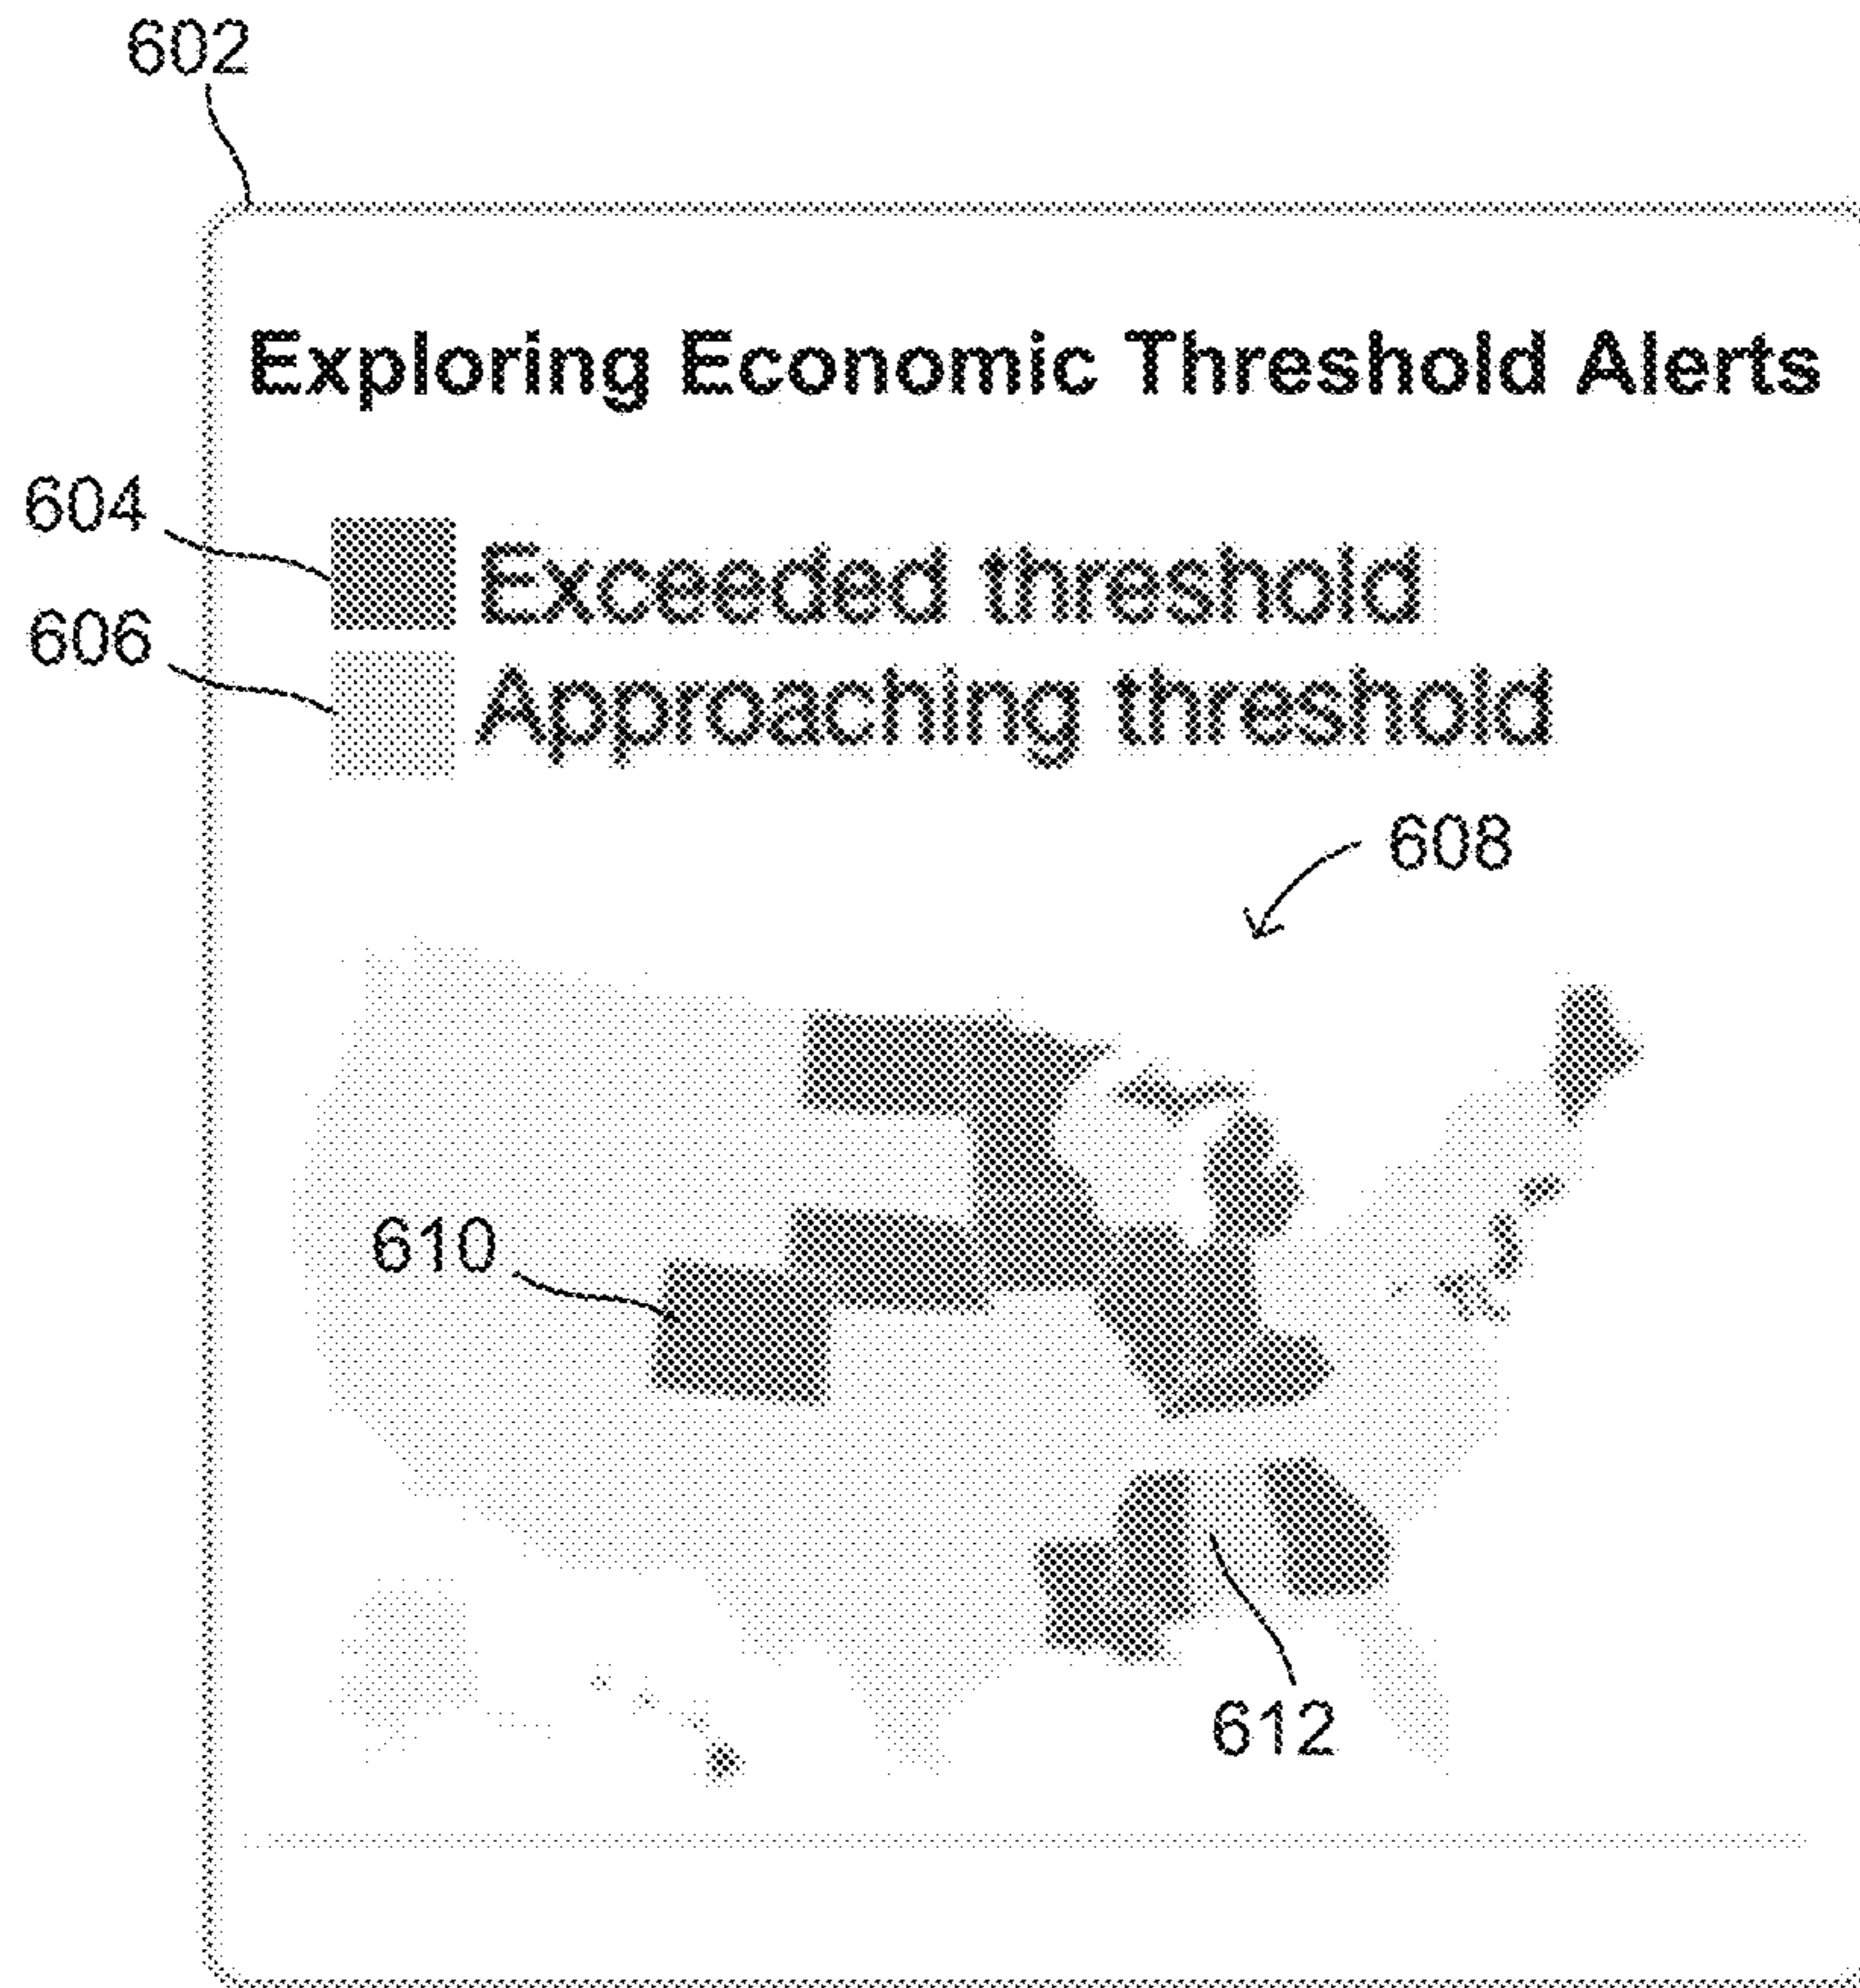 602
Exploring Economic Threshold Alerts
604
Exceeded threshold
606
Approaching threshold
608
610
612